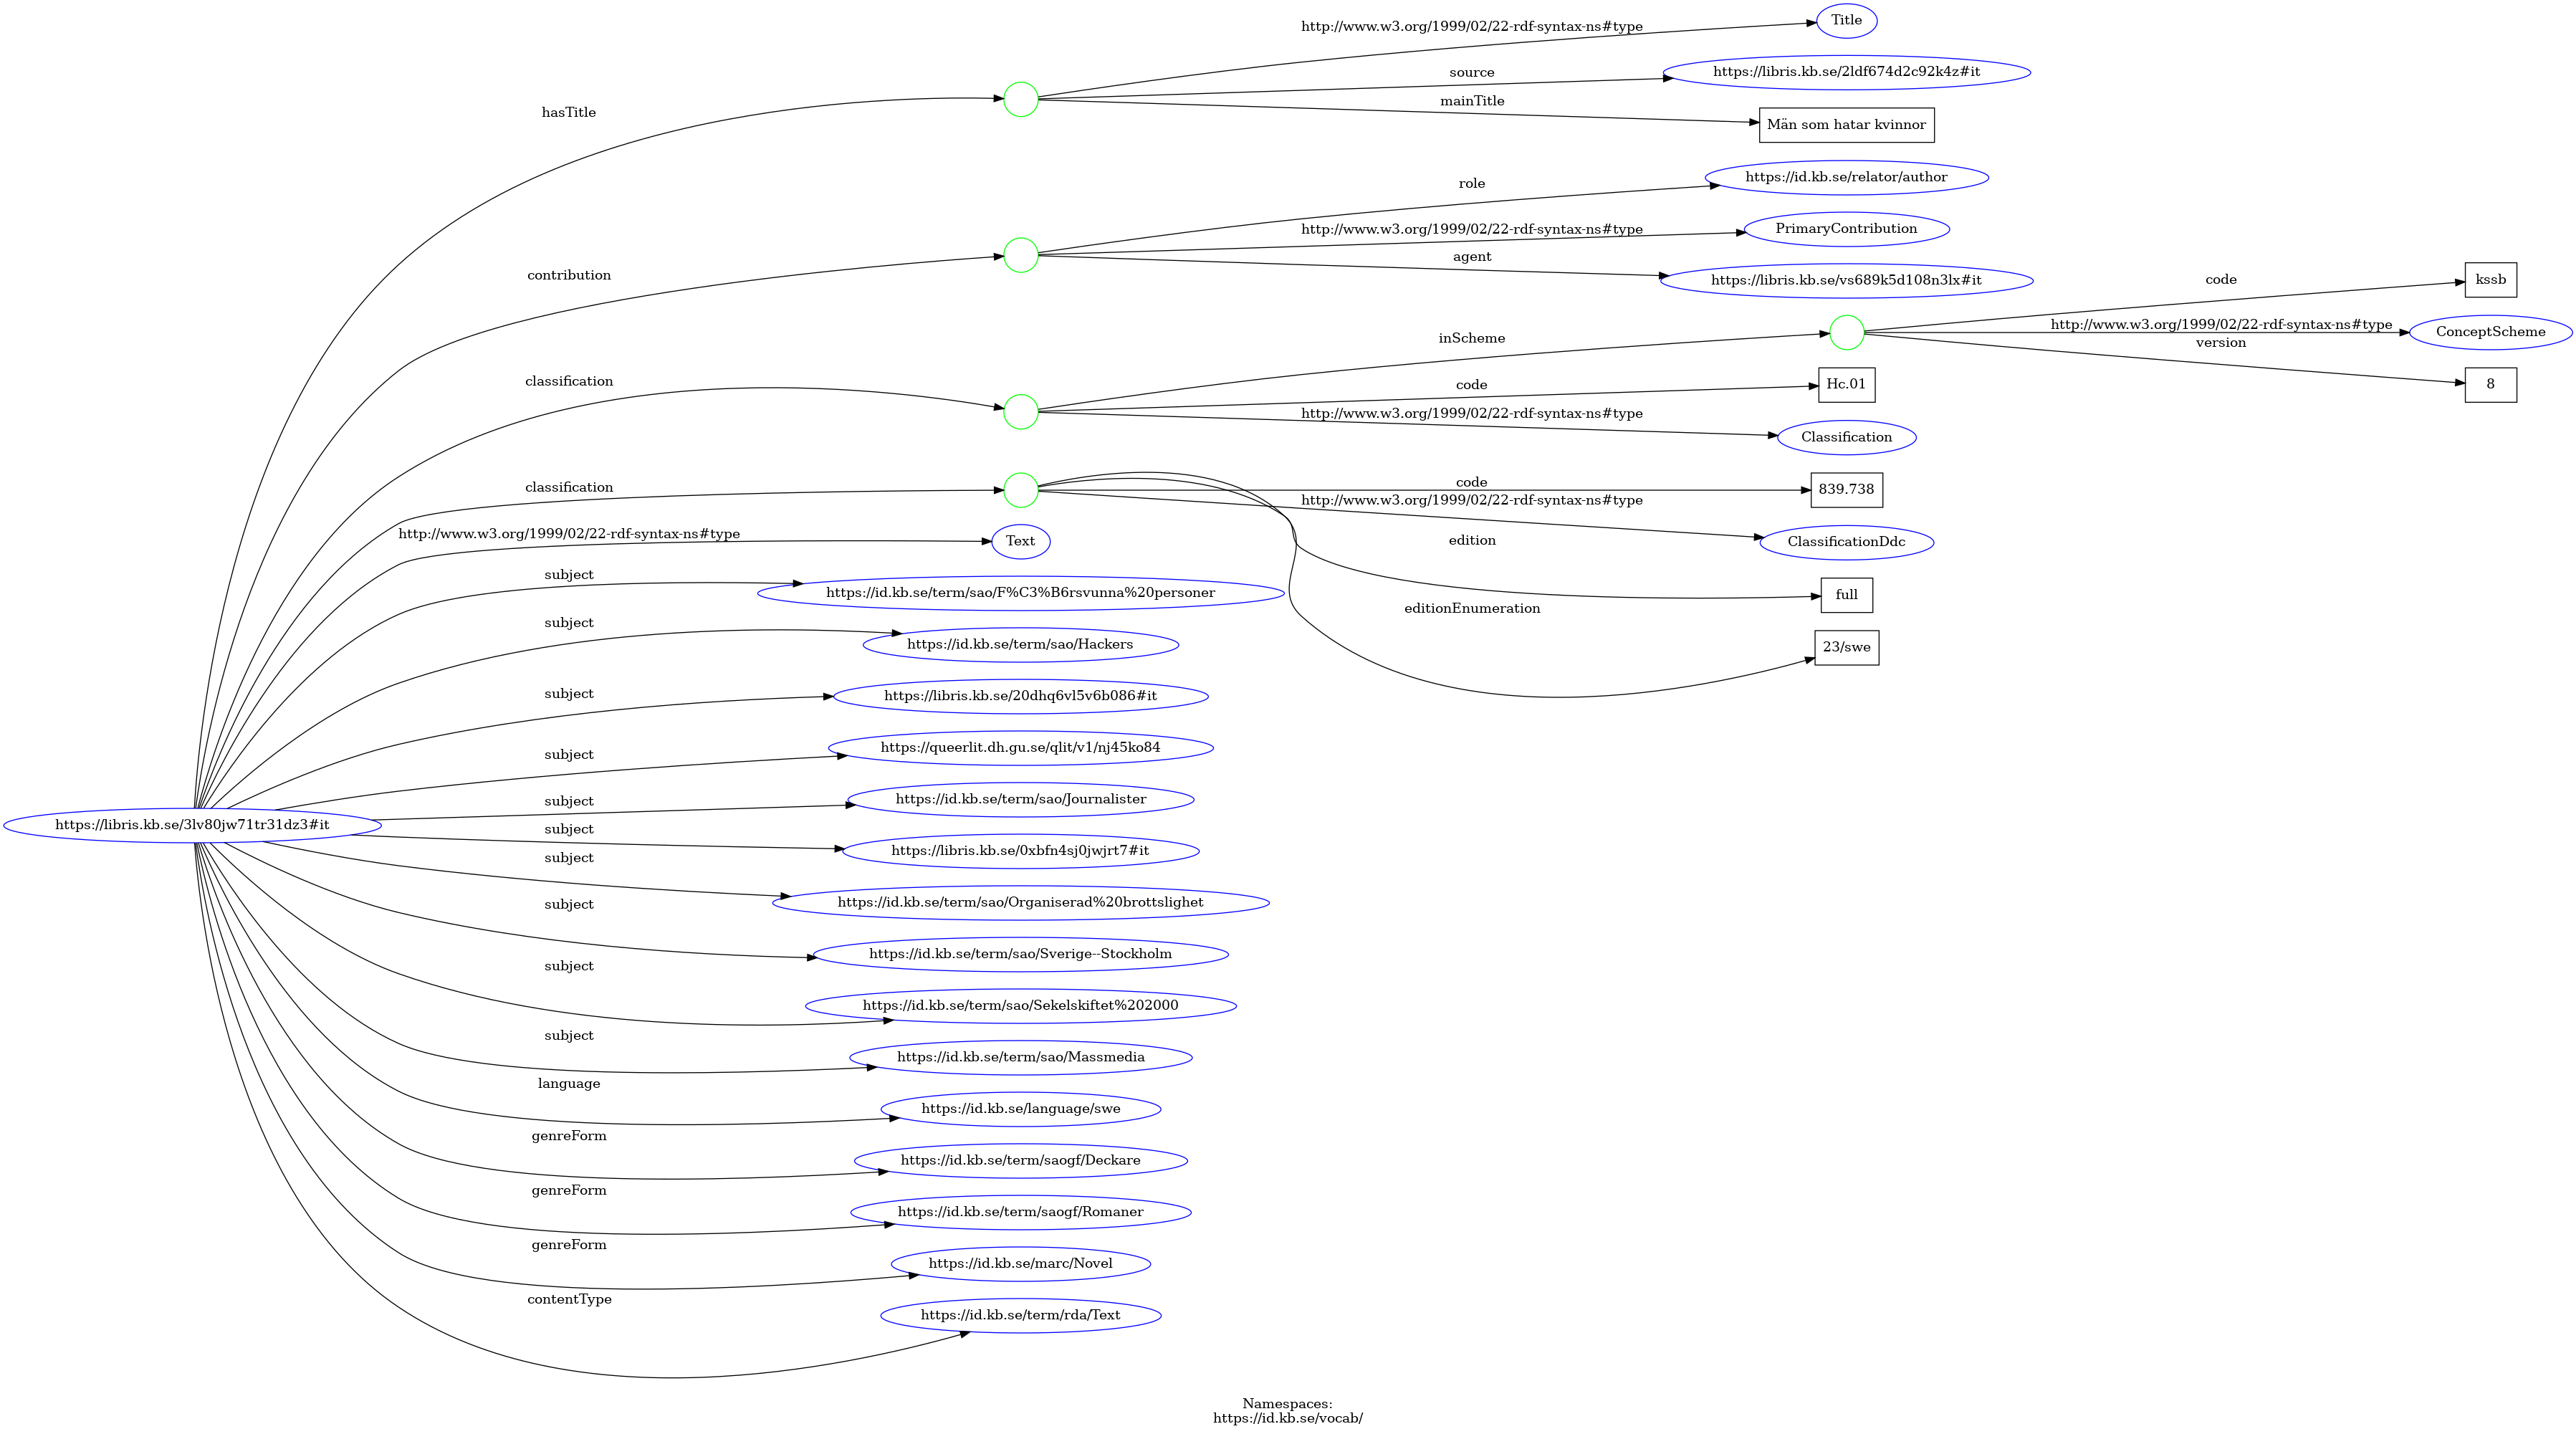 http://www.w3.org/1999/02/22-rdf-syntax-ns#type
Title
source
https://libris.kb.se/2ldf674d2c92k4z#it
hasTitle
mainTitle
Män som hatar kvinnor
role
https://id.kb.se/relator/author
http://www.w3.org/1999/02/22-rdf-syntax-ns#type
PrimaryContribution
contribution
agent
https://libris.kb.se/vs689k5d108n3lx#it
code
kssb
inScheme
http://www.w3.org/1999/02/22-rdf-syntax-ns#type
ConceptScheme
version
8
classification
code
Hc.01
http://www.w3.org/1999/02/22-rdf-syntax-ns#type
Classification
classification
code
839.738
http://www.w3.org/1999/02/22-rdf-syntax-ns#type
ClassificationDdc
edition
full
editionEnumeration
23/swe
http://www.w3.org/1999/02/22-rdf-syntax-ns#type
Text
subject
https://id.kb.se/term/sao/F%C3%B6rsvunna%20personer
subject
https://id.kb.se/term/sao/Hackers
subject
https://libris.kb.se/20dhq6vl5v6b086#it
subject
https://queerlit.dh.gu.se/qlit/v1/nj45ko84
subject
https://id.kb.se/term/sao/Journalister
https://libris.kb.se/3lv80jw71tr31dz3#it
subject
https://libris.kb.se/0xbfn4sj0jwjrt7#it
subject
https://id.kb.se/term/sao/Organiserad%20brottslighet
subject
https://id.kb.se/term/sao/Sverige--Stockholm
subject
https://id.kb.se/term/sao/Sekelskiftet%202000
subject
https://id.kb.se/term/sao/Massmedia
language
https://id.kb.se/language/swe
genreForm
https://id.kb.se/term/saogf/Deckare
genreForm
https://id.kb.se/term/saogf/Romaner
genreForm
https://id.kb.se/marc/Novel
contentType
https://id.kb.se/term/rda/Text
Namespaces:
https://id.kb.se/vocab/